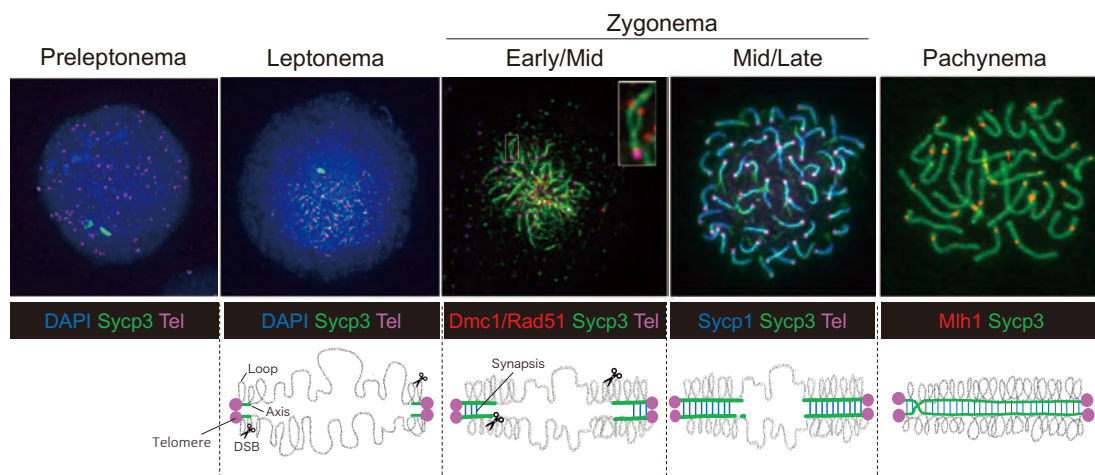 Zygonema
Preleptonema
Leptonema
Early/Mid
Mid/Late
Pachynema
DAPI Sycp3 Tel
DAPI Sycp3 Tel
Dmc1/Rad51 Sycp3 Tel
Sycp1 Sycp3 Tel
Mlh1 Sycp3
Loop
Axis
Telomere
DSB
Synapsis